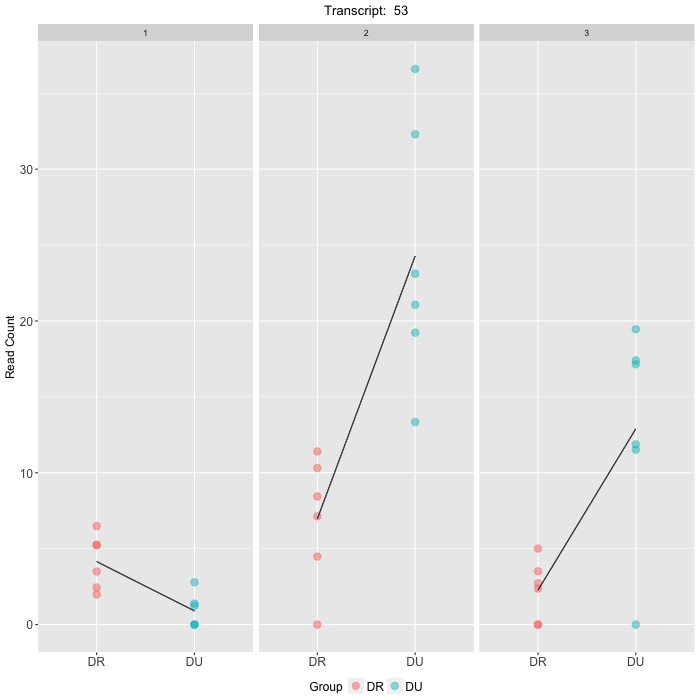 Transcript:  53
1 2 3
Read Count
30
20
10
0
DR DU DR DU DR DU
Group DR DU